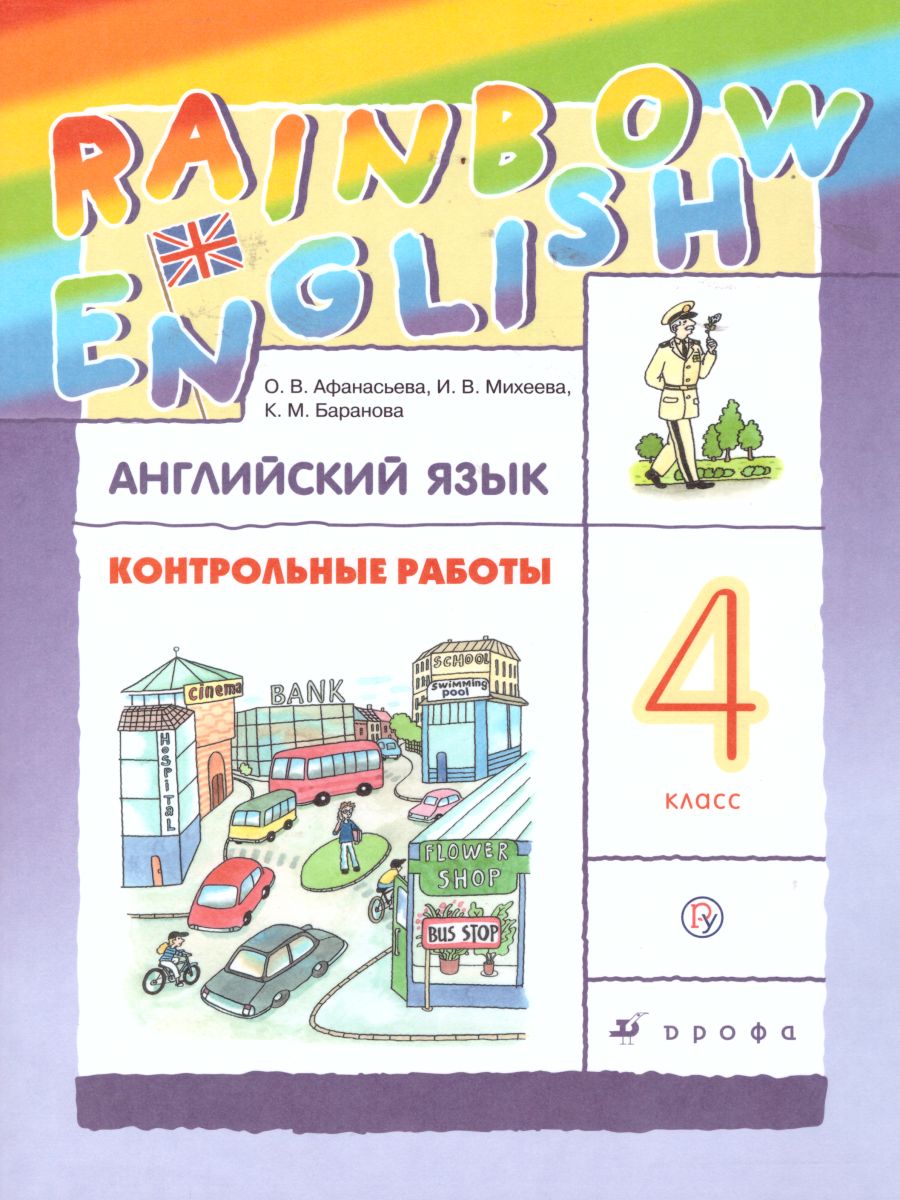 RAINBOW
ENGLISH
О. В. Афанасьева, И. В. Михеева,
К. М. Баранова
АНГЛИЙСКИЙ ЯЗЫК
КОНТРОЛЬНЫЕ РАБОТЫ
4
класс
SCHOOL
Swimming
pool
Cinema
BANK
HOSPITAL
FLOWER
SHOP
BUS STOP
РУ
дрофа